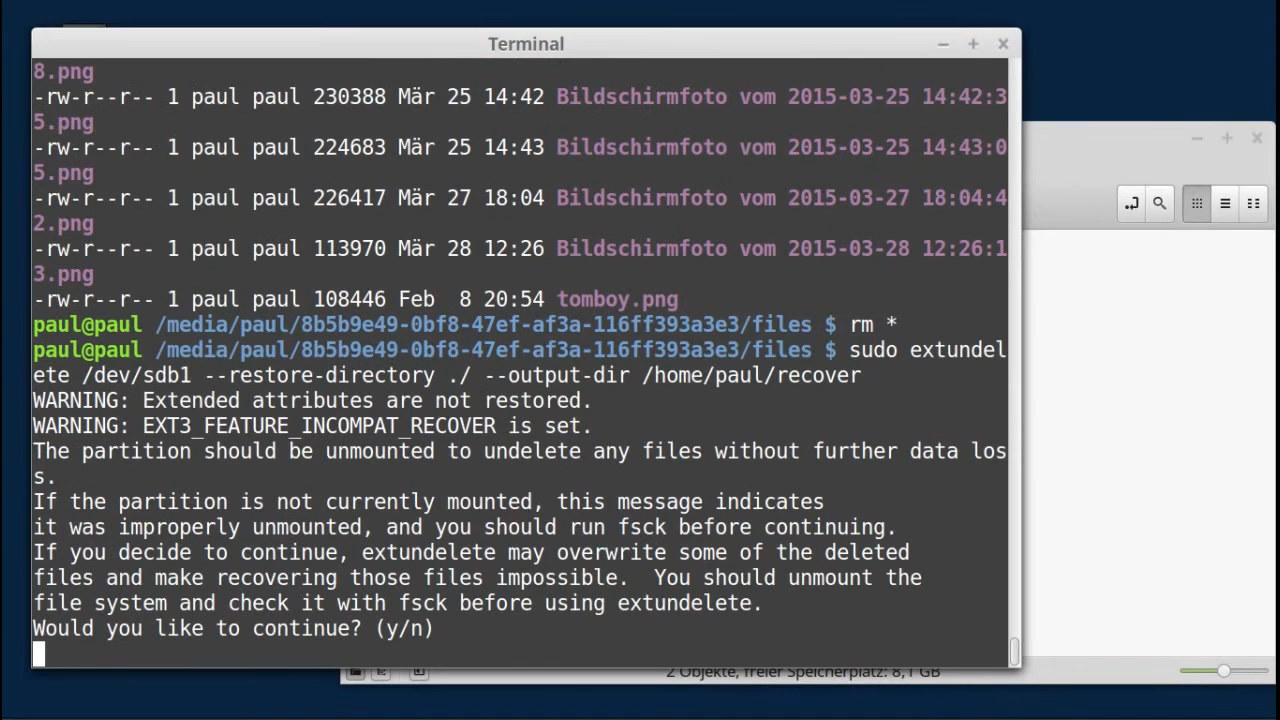 Terminal
8.png
-rw-r--r-- 1 paul paul 230388 Mär 25 14:42 Bildschirmfoto vom 2015-03-25 14:42:3
5.png
-rw-r--r-- 1 paul paul 224683 Mär 25 14:43 Bildschirmfoto vom 2015-03-25 14:43:0
5.png
-rw-r--r-- 1 paul paul 226417 Mär 27 18:04 Bildschirmfoto vom 2015-03-27 18:04:4
2.png
-rw-r--r-- 1 paul paul 113970 Mär 28 12:26 Bildschirmfoto vom 2015-03-28 12:26:1
3.png
-rw-r--r-- 1 paul paul 108446 Feb  8 20:54 tomboy.png
paul@paul /media/paul/8b5b9e49-0bf8-47ef-af3a-116ff393a3e3/files $ rm *
paul@paul /media/paul/8b5b9e49-0bf8-47ef-af3a-116ff393a3e3/files $ sudo extundel
ete /dev/sdb1 --restore-directory ./ --output-dir /home/paul/recover
WARNING: Extended attributes are not restored.
WARNING: EXT3_FEATURE_INCOMPAT_RECOVER is set.
The partition should be unmounted to undelete any files without further data los
s.
If the partition is not currently mounted, this message indicates
it was improperly unmounted, and you should run fsck before continuing.
If you decide to continue, extundelete may overwrite some of the deleted
files and make recovering those files impossible.  You should unmount the
file system and check it with fsck before using extundelete.
Would you like to continue? (y/n)
2 Objekte, freier Speicherplatz: 8,1 GB